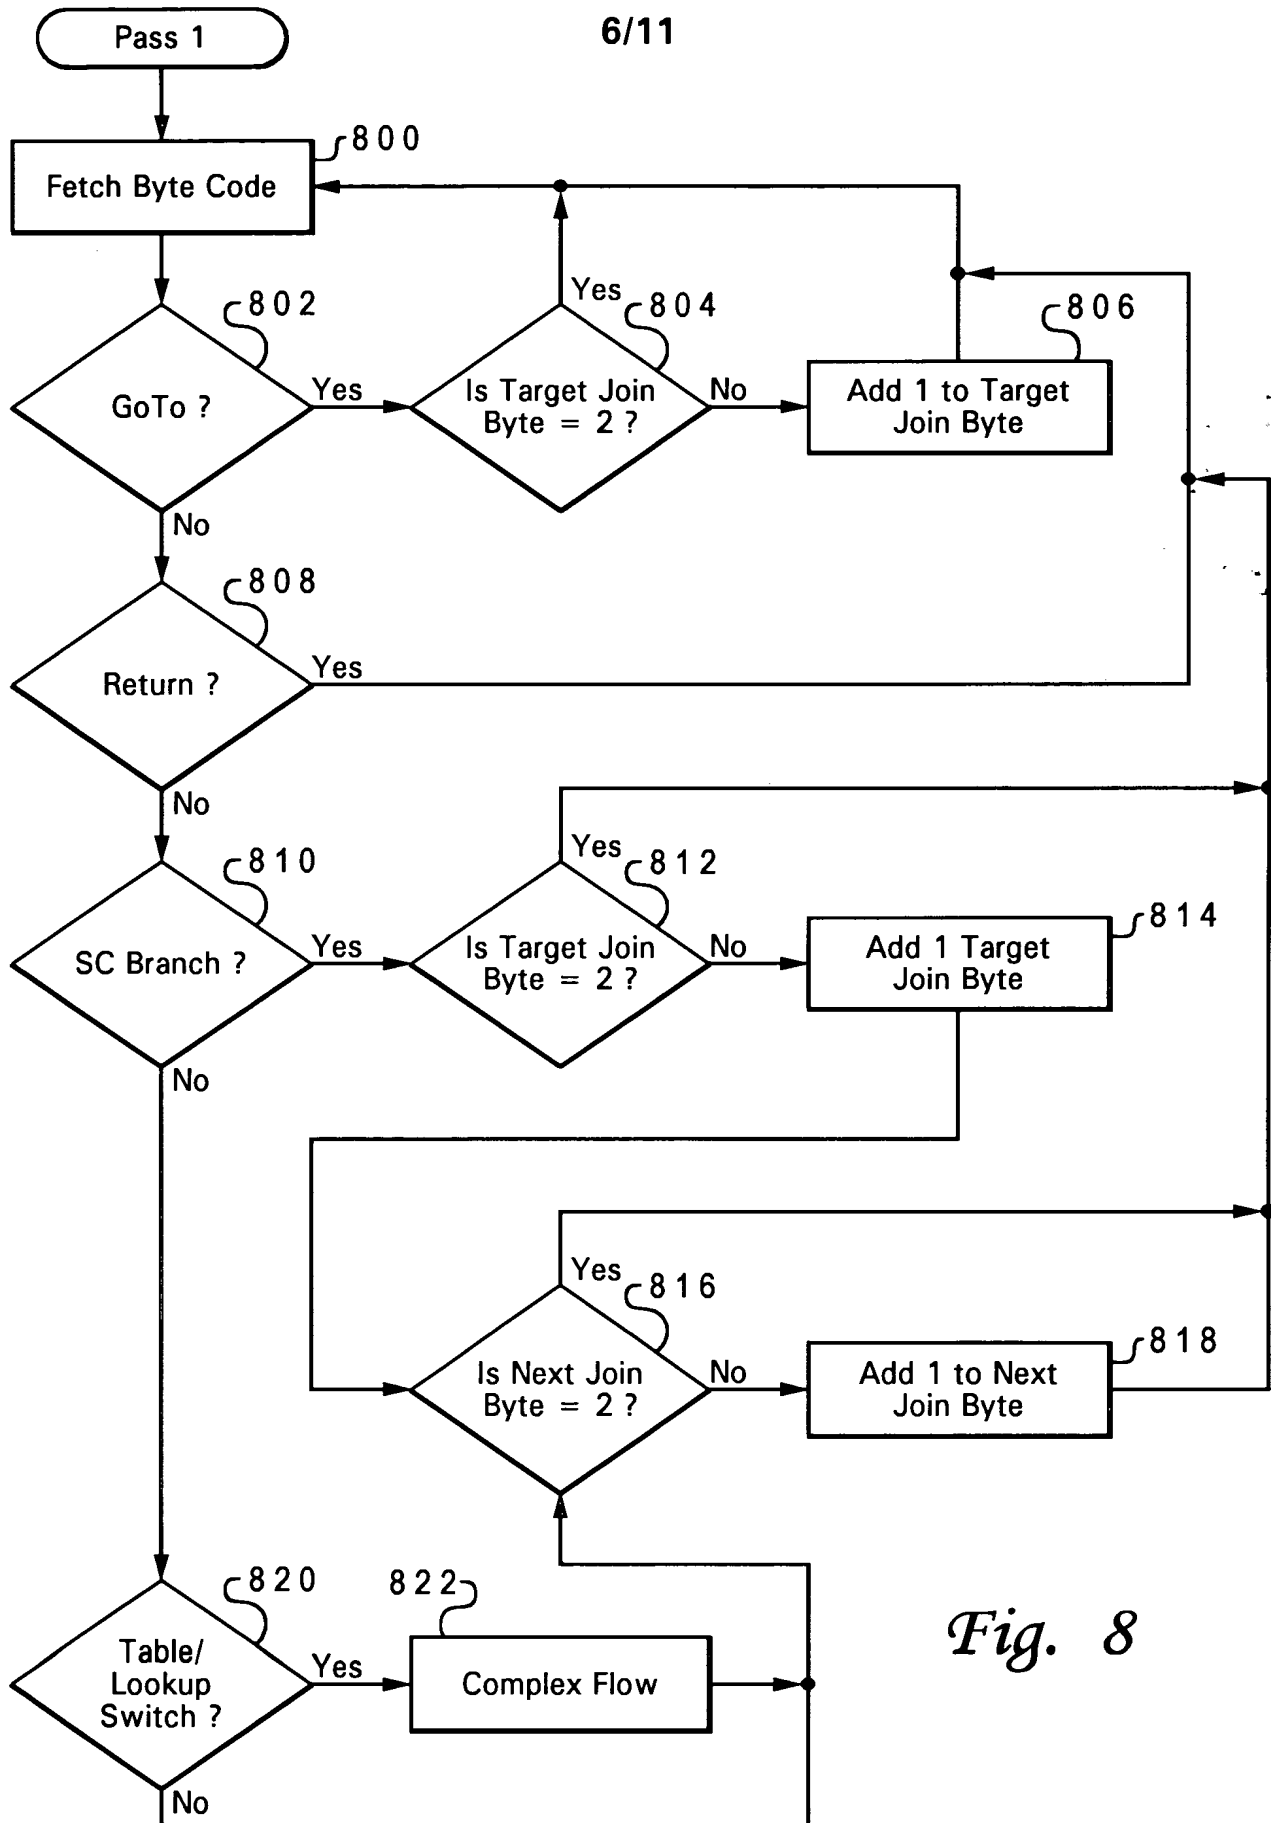 6/11
Pass 1
800
Fetch Byte Code
802
GoTo ?
Yes
No
804
Is Target Join
Byte = 2 ?
Yes
No
806
Add 1 to Target
Join Byte
808
Return ?
Yes
No
810
SC Branch ?
Yes
No
812
Is Target Join
Byte = 2 ?
Yes
No
814
Add 1 Target
Join Byte
816
Is Next Join
Byte = 2 ?
Yes
No
818
Add 1 to Next
Join Byte
820
Table/
Lookup
Switch ?
Yes
No
822
Complex Flow
Fig. 8